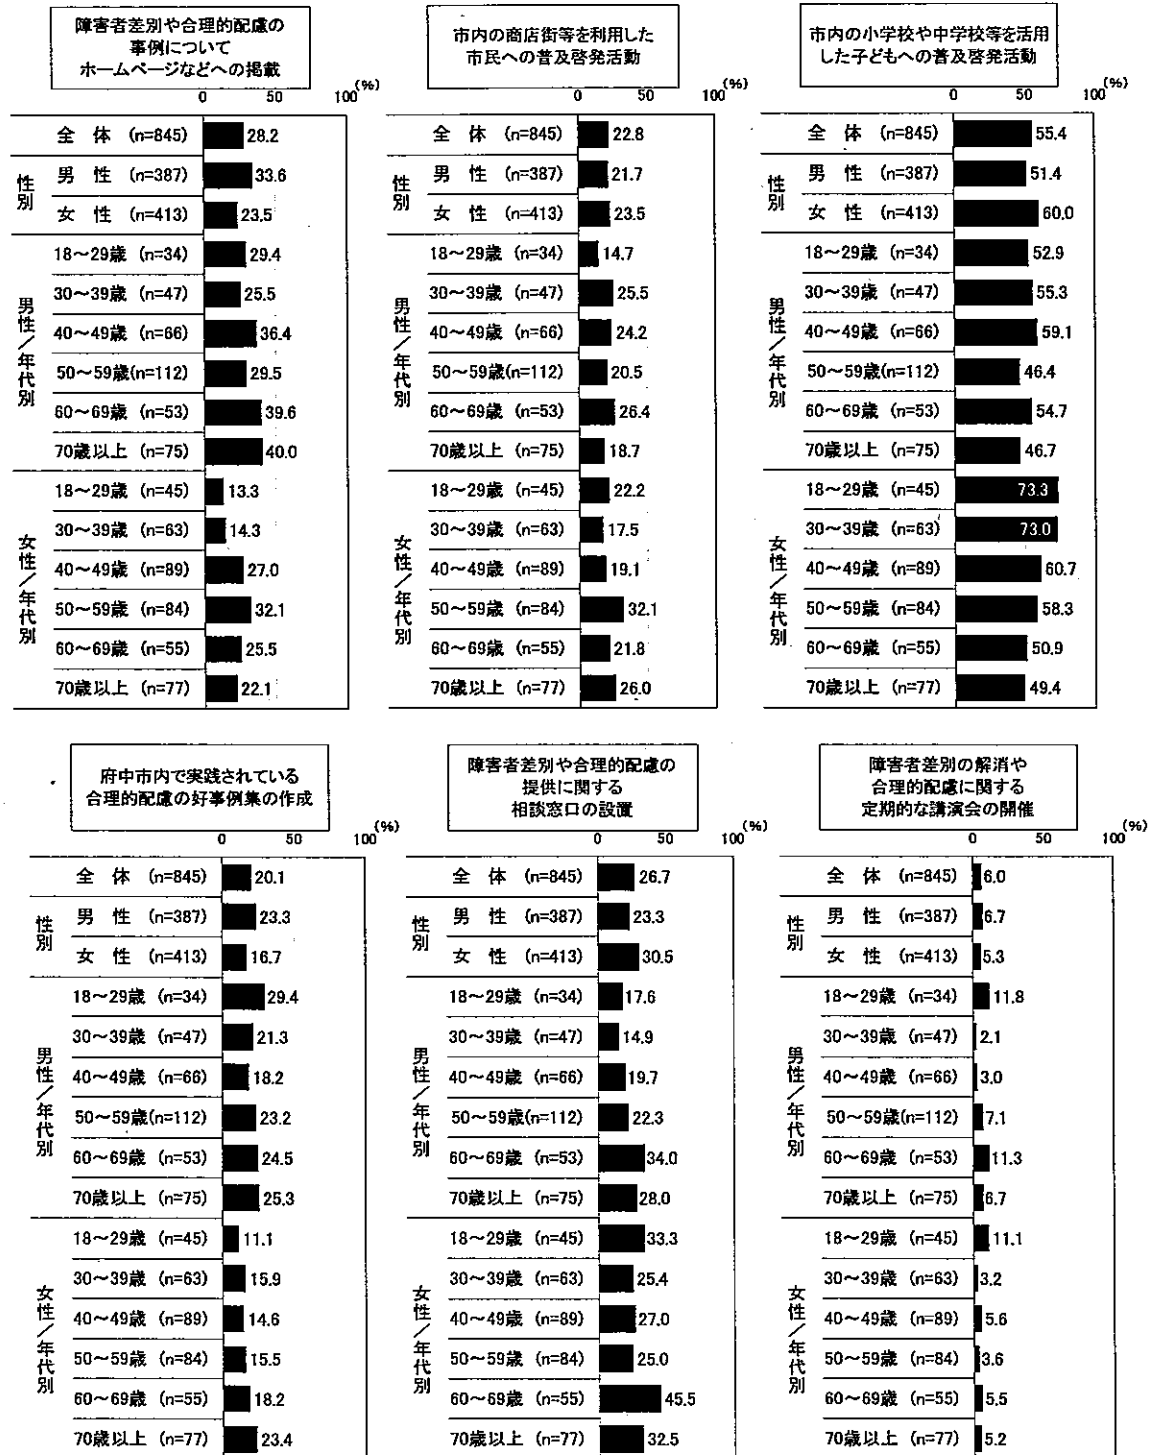 障害者差別や合理的配慮の
事例について
ホームページなどへの掲載
0 50 100(%)
全 体 (n=845) 28.2
性別
男 性 (n=387) 33.6
女 性 (n=413) 23.5
男性/年代別
18~29歳 (n=34) 29.4
30~39歳 (n=47) 25.5
40~49歳 (n=66) 36.4
50~59歳(n=112) 29.5
60~69歳 (n=53) 39.6
70歳以上 (n=75) 40.0
女性/年代別
18~29歳 (n=45) 13.3
30~39歳 (n=63) 14.3
40~49歳 (n=89) 27.0
50~59歳 (n=84) 32.1
60~69歳 (n=55) 25.5
70歳以上 (n=77) 22.1
市内の商店街等を利用した
市民への普及啓発活動
0 50 100(%)
全 体 (n=845) 22.8
性別
男 性 (n=387) 21.7
女 性 (n=413) 23.5
男性/年代別
18~29歳 (n=34) 14.7
30~39歳 (n=47) 25.5
40~49歳 (n=66) 24.2
50~59歳(n=112) 20.5
60~69歳 (n=53) 26.4
70歳以上 (n=75) 18.7
女性/年代別
18~29歳 (n=45) 22.2
30~39歳 (n=63) 17.5
40~49歳 (n=89) 19.1
50~59歳 (n=84) 32.1
60~69歳 (n=55) 21.8
70歳以上 (n=77) 26.0
市内の小学校や中学校等を活用
した子どもへの普及啓発活動
0 50 100(%)
全 体 (n=845) 55.4
性別
男 性 (n=387) 51.4
女 性 (n=413) 60.0
男性/年代別
18~29歳 (n=34) 52.9
30~39歳 (n=47) 55.3
40~49歳 (n=66) 59.1
50~59歳(n=112) 46.4
60~69歳 (n=53) 54.7
70歳以上 (n=75) 46.7
女性/年代別
18~29歳 (n=45) 73.3
30~39歳 (n=63) 73.0
40~49歳 (n=89) 60.7
50~59歳 (n=84) 58.3
60~69歳 (n=55) 50.9
70歳以上 (n=77) 49.4
府中市内で実践されている
合理的配慮の好事例集の作成
0 50 100(%)
全 体 (n=845) 20.1
性別
男 性 (n=387) 23.3
女 性 (n=413) 16.7
男性/年代別
18~29歳 (n=34) 29.4
30~39歳 (n=47) 21.3
40~49歳 (n=66) 18.2
50~59歳(n=112) 23.2
60~69歳 (n=53) 24.5
70歳以上 (n=75) 25.3
女性/年代別
18~29歳 (n=45) 11.1
30~39歳 (n=63) 15.9
40~49歳 (n=89) 14.6
50~59歳 (n=84) 15.5
60~69歳 (n=55) 18.2
70歳以上 (n=77) 23.4
障害者差別や合理的配慮の
提供に関する
相談窓口の設置
0 50 100(%)
全 体 (n=845) 26.7
性別
男 性 (n=387) 23.3
女 性 (n=413) 30.5
男性/年代別
18~29歳 (n=34) 17.6
30~39歳 (n=47) 14.9
40~49歳 (n=66) 19.7
50~59歳(n=112) 22.3
60~69歳 (n=53) 34.0
70歳以上 (n=75) 28.0
女性/年代別
18~29歳 (n=45) 33.3
30~39歳 (n=63) 25.4
40~49歳 (n=89) 27.0
50~59歳 (n=84) 25.0
60~69歳 (n=55) 45.5
70歳以上 (n=77) 32.5
障害者差別の解消や
合理的配慮に関する
定期的な講演会の開催
0 50 100(%)
全 体 (n=845) 6.0
性別
男 性 (n=387) 6.7
女 性 (n=413) 5.3
男性/年代別
18~29歳 (n=34) 11.8
30~39歳 (n=47) 2.1
40~49歳 (n=66) 3.0
50~59歳(n=112) 7.1
60~69歳 (n=53) 11.3
70歳以上 (n=75) 6.7
女性/年代別
18~29歳 (n=45) 11.1
30~39歳 (n=63) 3.2
40~49歳 (n=89) 5.6
50~59歳 (n=84) 3.6
60~69歳 (n=55) 5.5
70歳以上 (n=77) 5.2